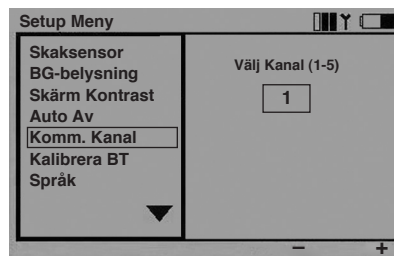 Setup Meny
Skaksensor
BG-belysning
Skärm Kontrast
Auto Av
Komm. Kanal
Kalibrera BT
Språk
Välj Kanal (1-5)
1
− +